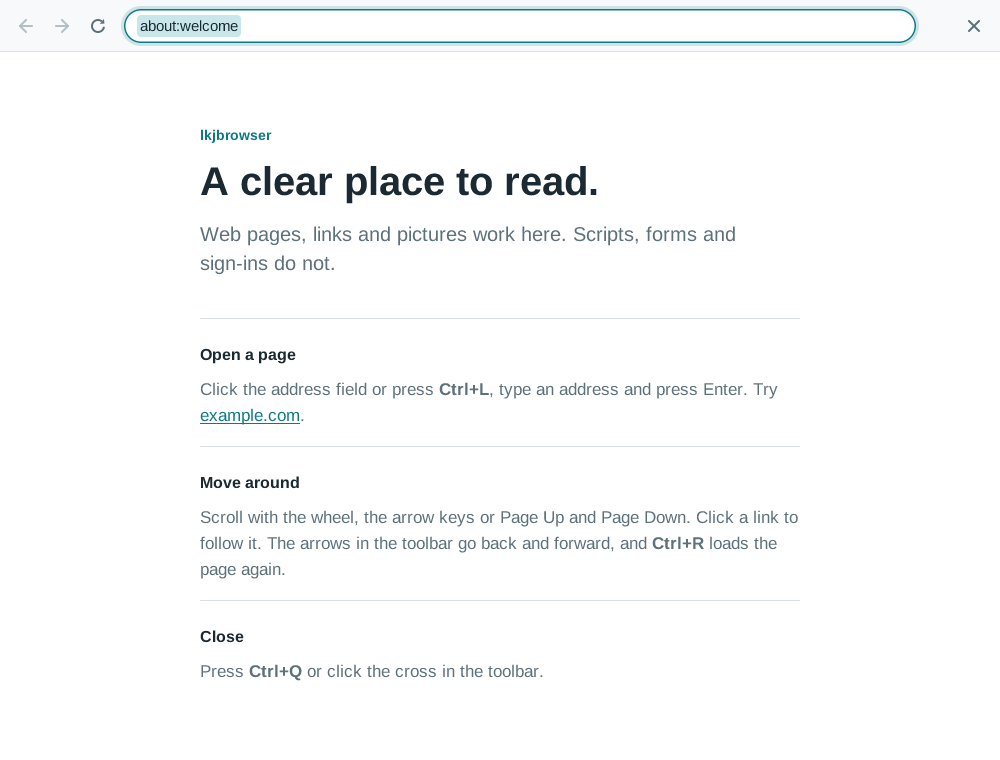 about:welcome
lkjbrowser
A clear place to read.
Web pages, links and pictures work here. Scripts, forms and
sign-ins do not.
Open a page
Click the address field or press Ctrl+L, type an address and press Enter. Try
example.com.
Move around
Scroll with the wheel, the arrow keys or Page Up and Page Down. Click a link to
follow it. The arrows in the toolbar go back and forward, and Ctrl+R loads the
page again.
Close
Press Ctrl+Q or click the cross in the toolbar.